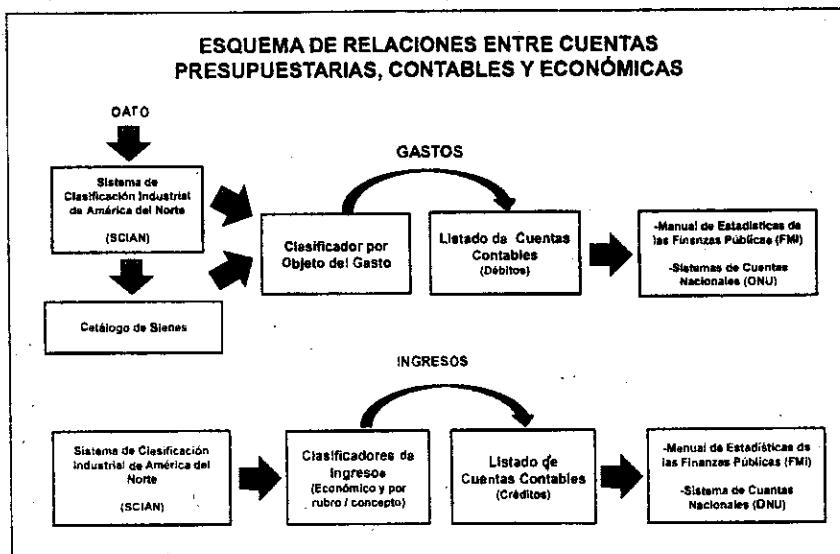 ESQUEMA DE RELACIONES ENTRE CUENTAS
PRESUPUESTARIAS, CONTABLES Y ECONÓMICAS
DATO
GASTOS
Sistema de
Clasificación Industrial
de América del Norte
(SCIAN)
Clasificador por
Objeto del Gasto
Listado de Cuentas
Contables
(Débitos)
-Manual de Estadísticas de
las Finanzas Públicas (FMI)
-Sistemas de Cuentas
Nacionales (ONU)
Catálogo de Bienes
INGRESOS
Sistema de Clasificación
Industrial de América del
Norte
(SCIAN)
Clasificadores de
Ingresos
(Económico y por
rubro / concepto)
Listado de
Cuentas Contables
(Créditos)
-Manual de Estadísticas de
las Finanzas Públicas (FMI)
-Sistema de Cuentas
Nacionales (ONU)